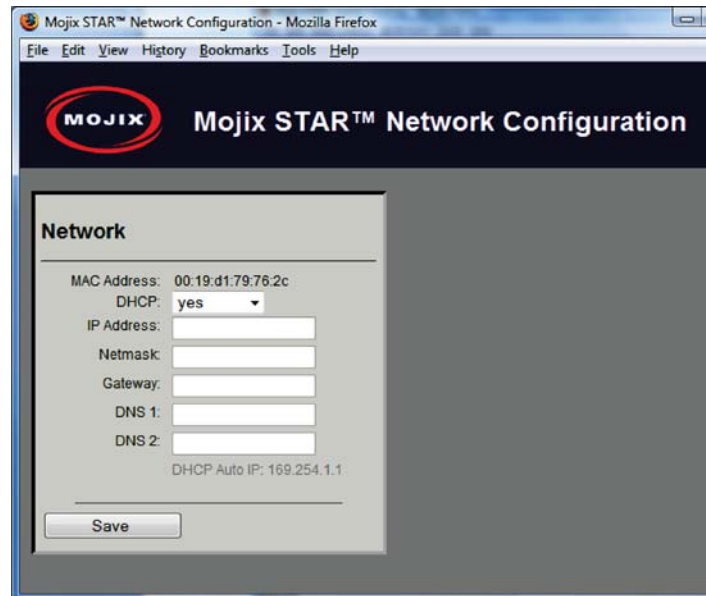 Mojix STAR™ Network Configuration - Mozilla Firefox
File Edit View History Bookmarks Tools Help
MOJIX
Mojix STAR™ Network Configuration
Network
MAC Address: 00:19:d1:79:76:2c
DHCP: yes
IP Address:
Netmask:
Gateway:
DNS 1:
DNS 2:
DHCP Auto IP: 169.254.1.1
Save